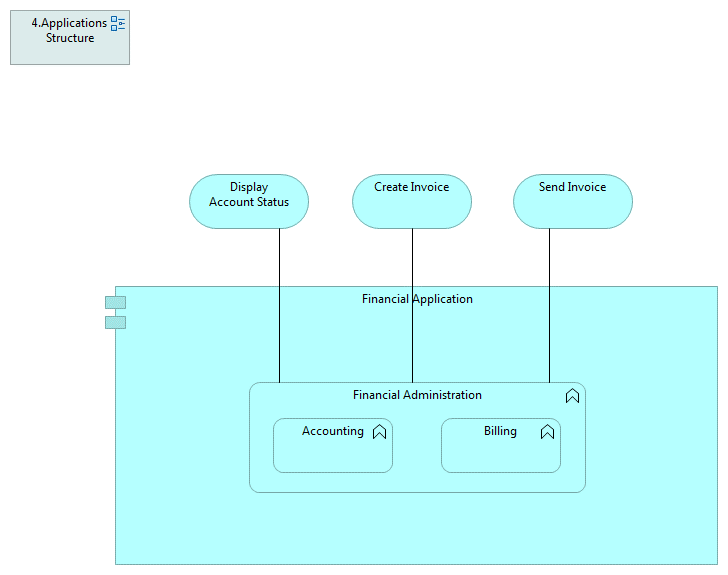 4.Applications
Structure
Display
Account Status
Create Invoice
Send Invoice
Financial Application
Financial Administration
Accounting
Billing